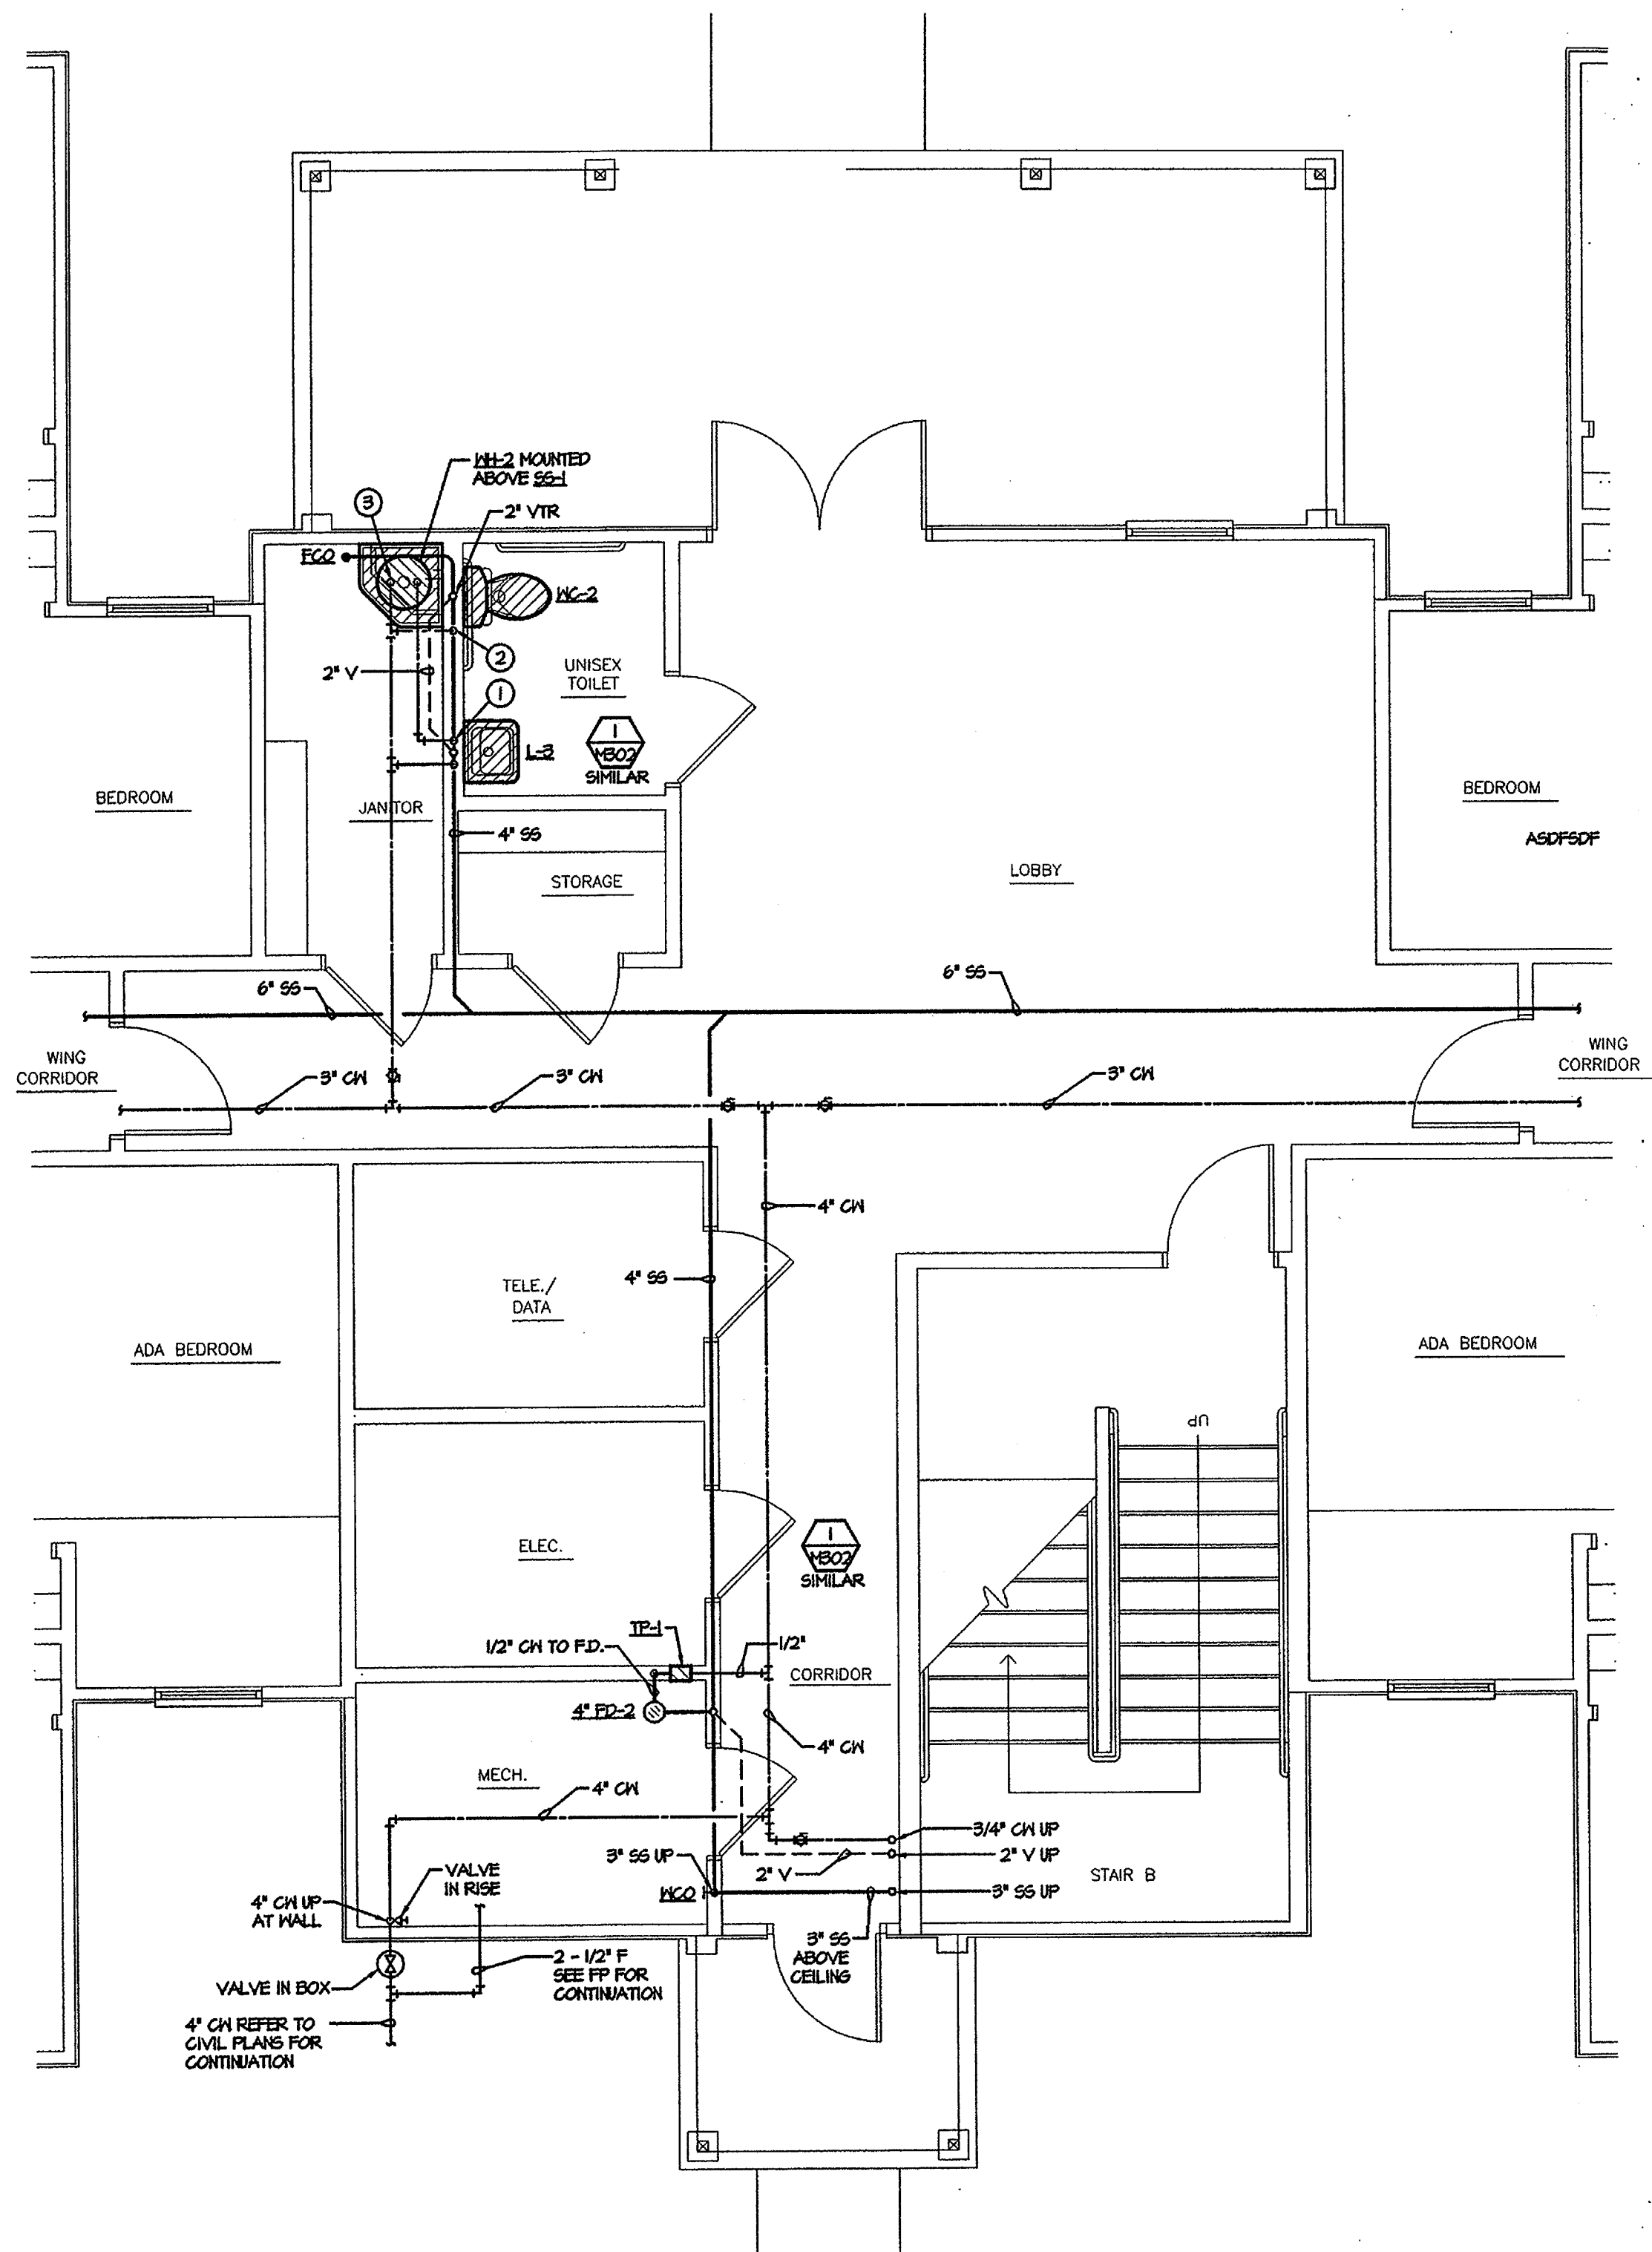 WH-2 MOUNTED
ABOVE SS-1
3
2" VTR
FCO
WC-2
2
2" V
UNISEX
TOILET
1
1
M302
SIMILAR
L-3
BEDROOM
JANITOR
BEDROOM
4" SS
ASDFSDF
STORAGE
LOBBY
6" SS
6" SS
WING
CORRIDOR
3" CW
3" CW
3" CW
WING
CORRIDOR
4" CW
TELE./
DATA
4" SS
ADA BEDROOM
ADA BEDROOM
UP
ELEC.
1
M302
SIMILAR
TP-1
1/2" CW TO F.D.
1/2"
CORRIDOR
4" FD-2
4" CW
MECH.
4" CW
3/4" CW UP
3" SS UP
2" V UP
VALVE
IN RISE
2" V
STAIR B
WCO
3" SS UP
4" CW UP
AT WALL
3" SS
ABOVE
CEILING
2 - 1/2" F
SEE FP FOR
CONTINUATION
VALVE IN BOX
4" CW REFER TO
CIVIL PLANS FOR
CONTINUATION